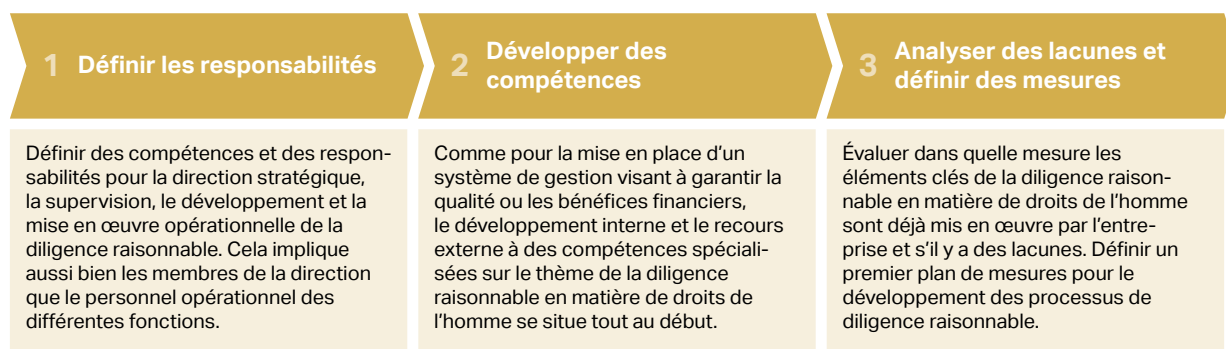 1 Définir les responsabilités
Définir des compétences et des respon-
sabilités pour la direction stratégique,
la supervision, le développement et la
mise en œuvre opérationnelle de la
diligence raisonnable. Cela implique
aussi bien les membres de la direction
que le personnel opérationnel des
différentes fonctions.
2 Développer des
compétences
Comme pour la mise en place d'un
système de gestion visant à garantir la
qualité ou les bénéfices financiers,
le développement interne et le recours
externe à des compétences spéciali-
sées sur le thème de la diligence
raisonnable en matière de droits de
l'homme se situe tout au début.
3 Analyser des lacunes et
définir des mesures
Évaluer dans quelle mesure les
éléments clés de la diligence raison-
nable en matière de droits de l'homme
sont déjà mis en œuvre par l'entre-
prise et s'il y a des lacunes. Définir un
premier plan de mesures pour le
développement des processus de
diligence raisonnable.